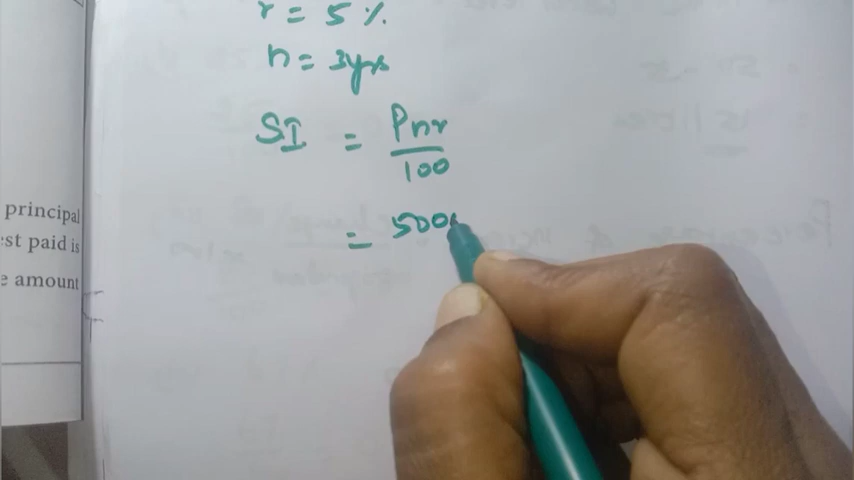 r = 5 %
n = 3yrs
SI = Pnr
100
= 500
principal
est paid is
e amount